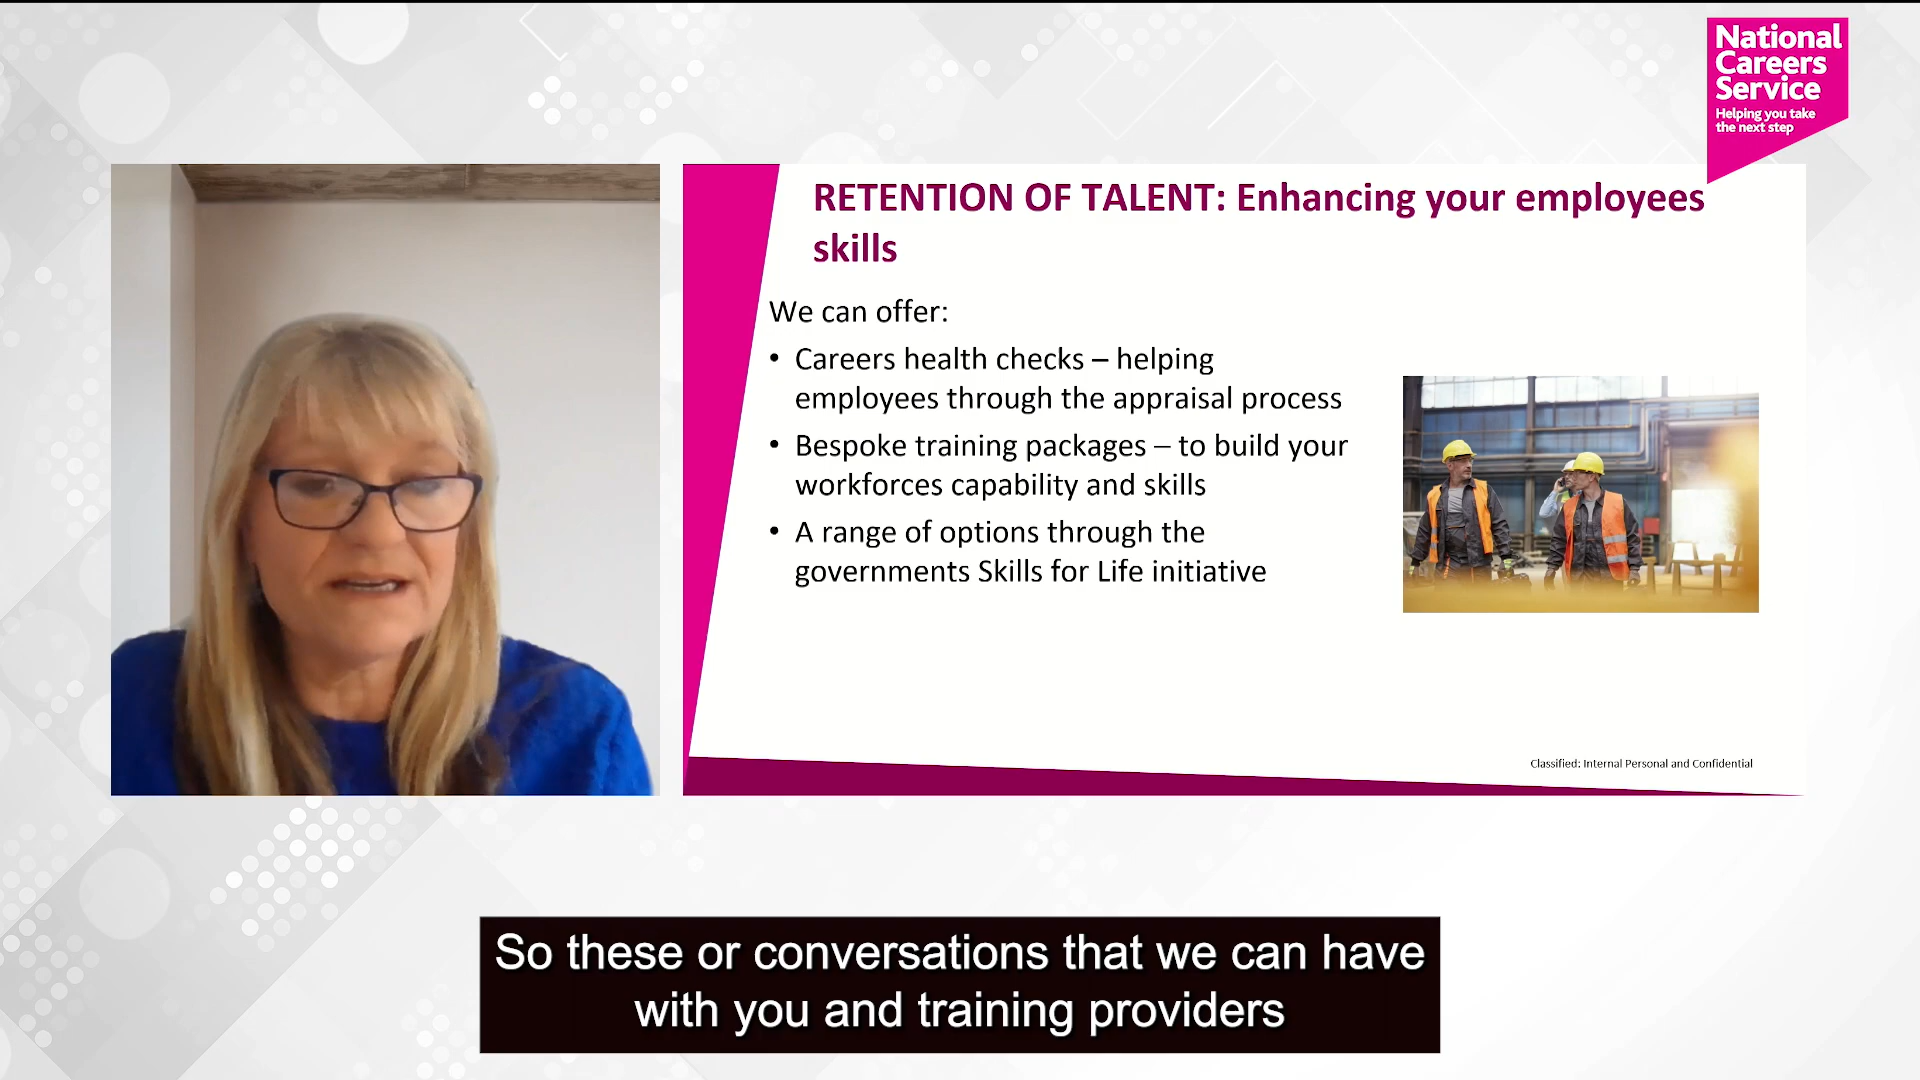 National
Careers
Service
Helping you take
the next step
RETENTION OF TALENT: Enhancing your employees
skills
We can offer:
• Careers health checks – helping
employees through the appraisal process
• Bespoke training packages – to build your
workforces capability and skills
• A range of options through the
governments Skills for Life initiative
Classified: Internal Personal and Confidential
So these or conversations that we can have
with you and training providers